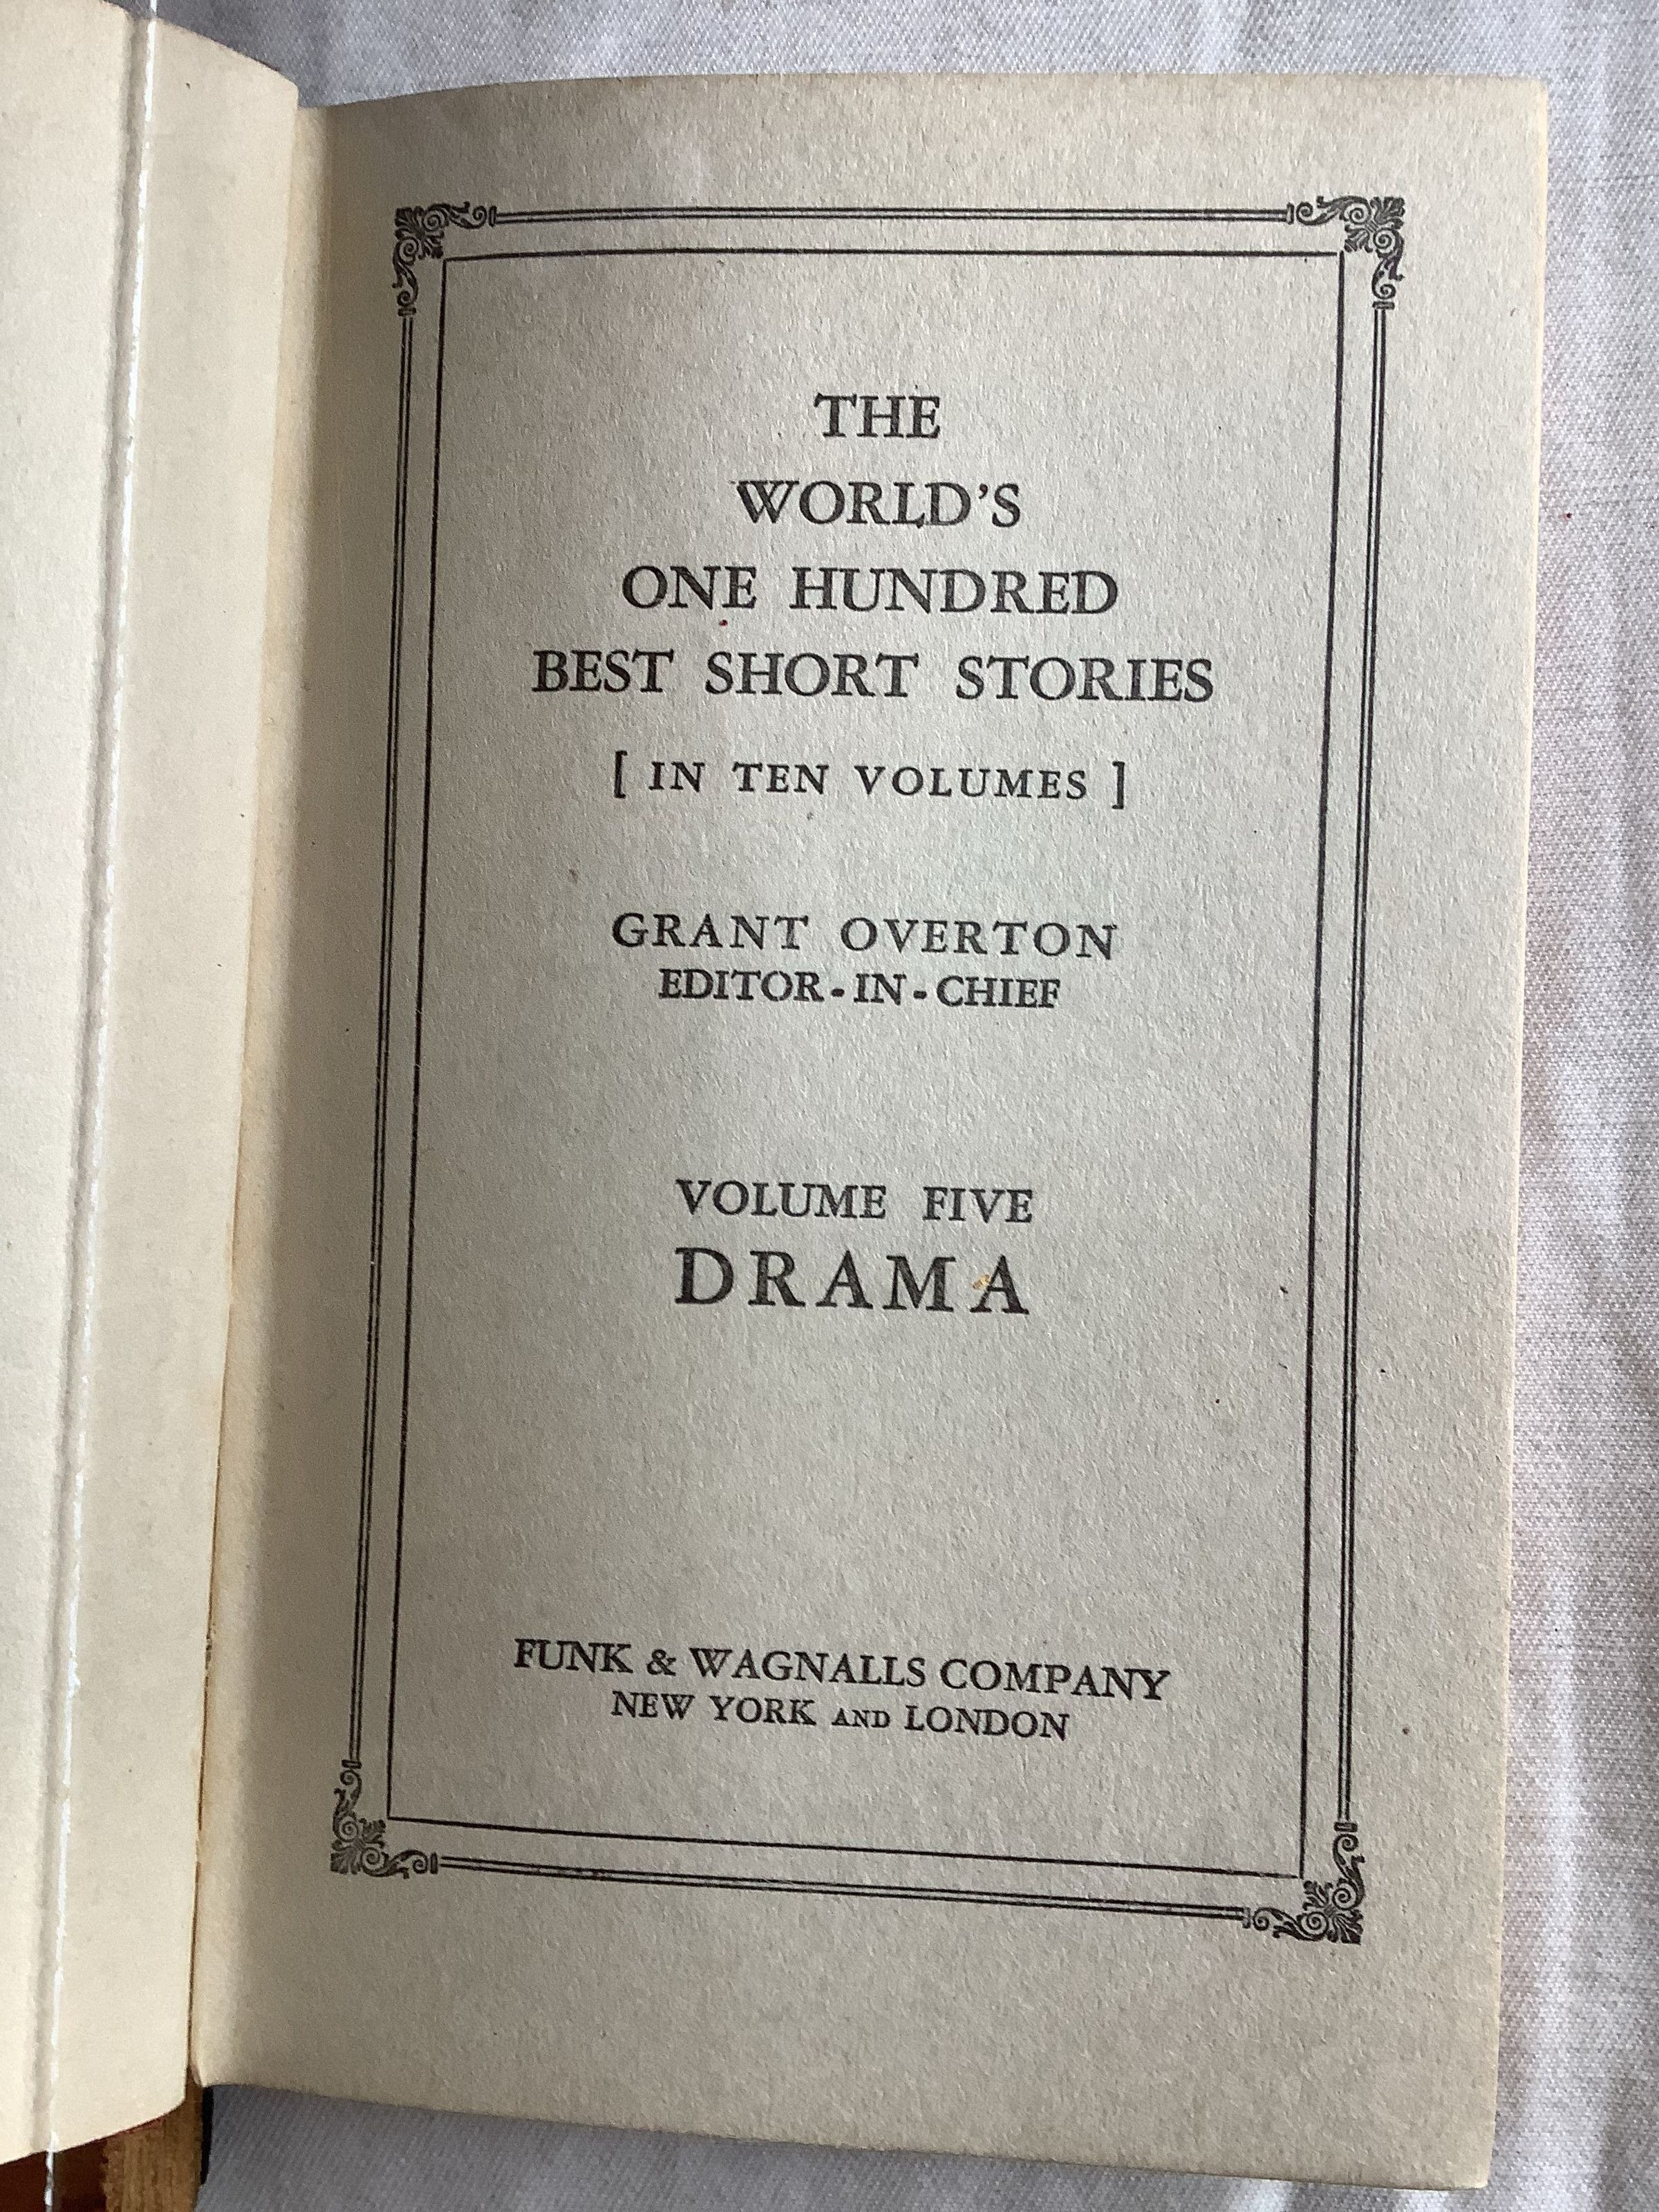 THE
WORLD'S
ONE HUNDRED
BEST SHORT STORIES
[ IN TEN VOLUMES ]
GRANT OVERTON
EDITOR-IN-CHIEF
VOLUME FIVE
DRAMA
FUNK & WAGNALLS COMPANY
NEW YORK AND LONDON